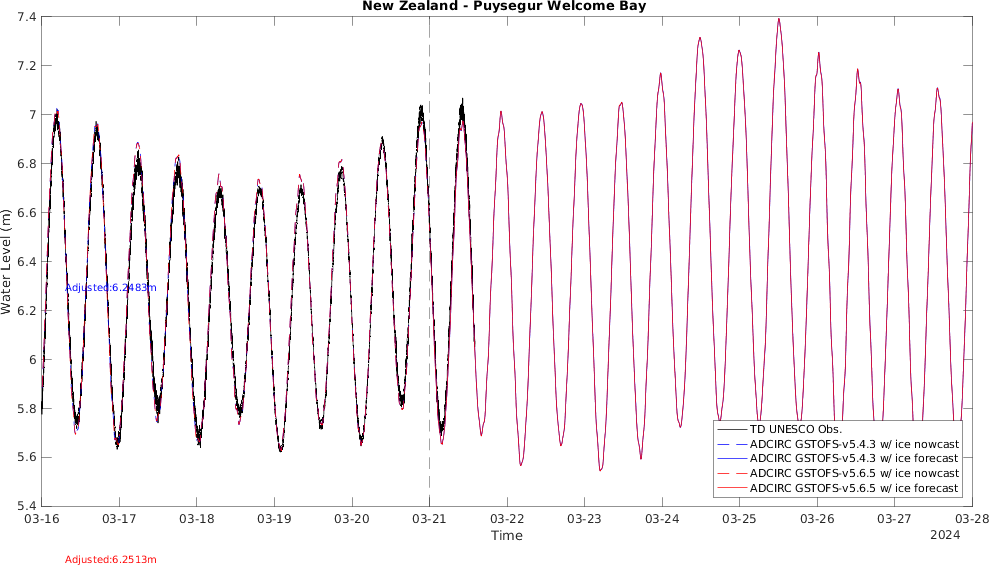 New Zealand - Puysegur Welcome Bay
7.4
7.2
7
6.8
6.6
6.4
6.2
6
5.8
5.6
5.4
Water Level (m)
Adjusted:6.2483m
TD UNESCO Obs.
ADCIRC GSTOFS-v5.4.3 w/ ice nowcast
ADCIRC GSTOFS-v5.4.3 w/ ice forecast
ADCIRC GSTOFS-v5.6.5 w/ ice nowcast
ADCIRC GSTOFS-v5.6.5 w/ ice forecast
03-16 03-17 03-18 03-19 03-20 03-21 03-22 03-23 03-24 03-25 03-26 03-27 03-28
Time
2024
Adjusted:6.2513m